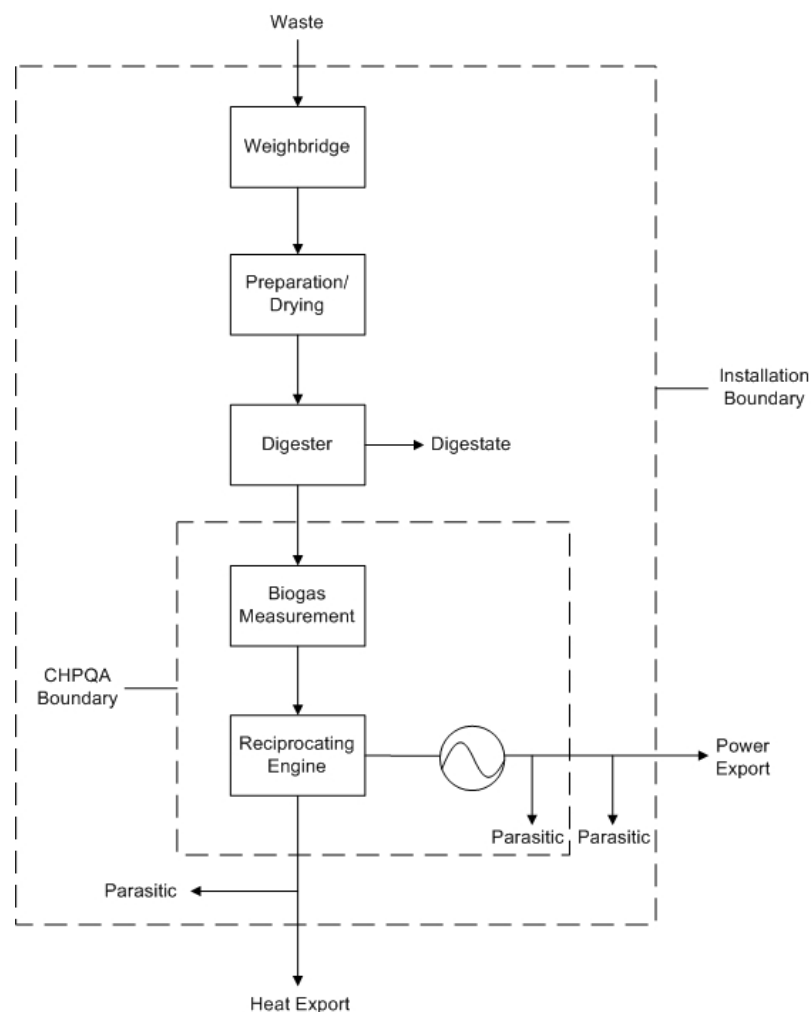 Waste
Weighbridge
Preparation/
Drying
Installation
Boundary
Digester
Digestate
Biogas
Measurement
CHPQA
Boundary
Reciprocating
Engine
Power
Export
Parasitic
Parasitic
Parasitic
Heat Export